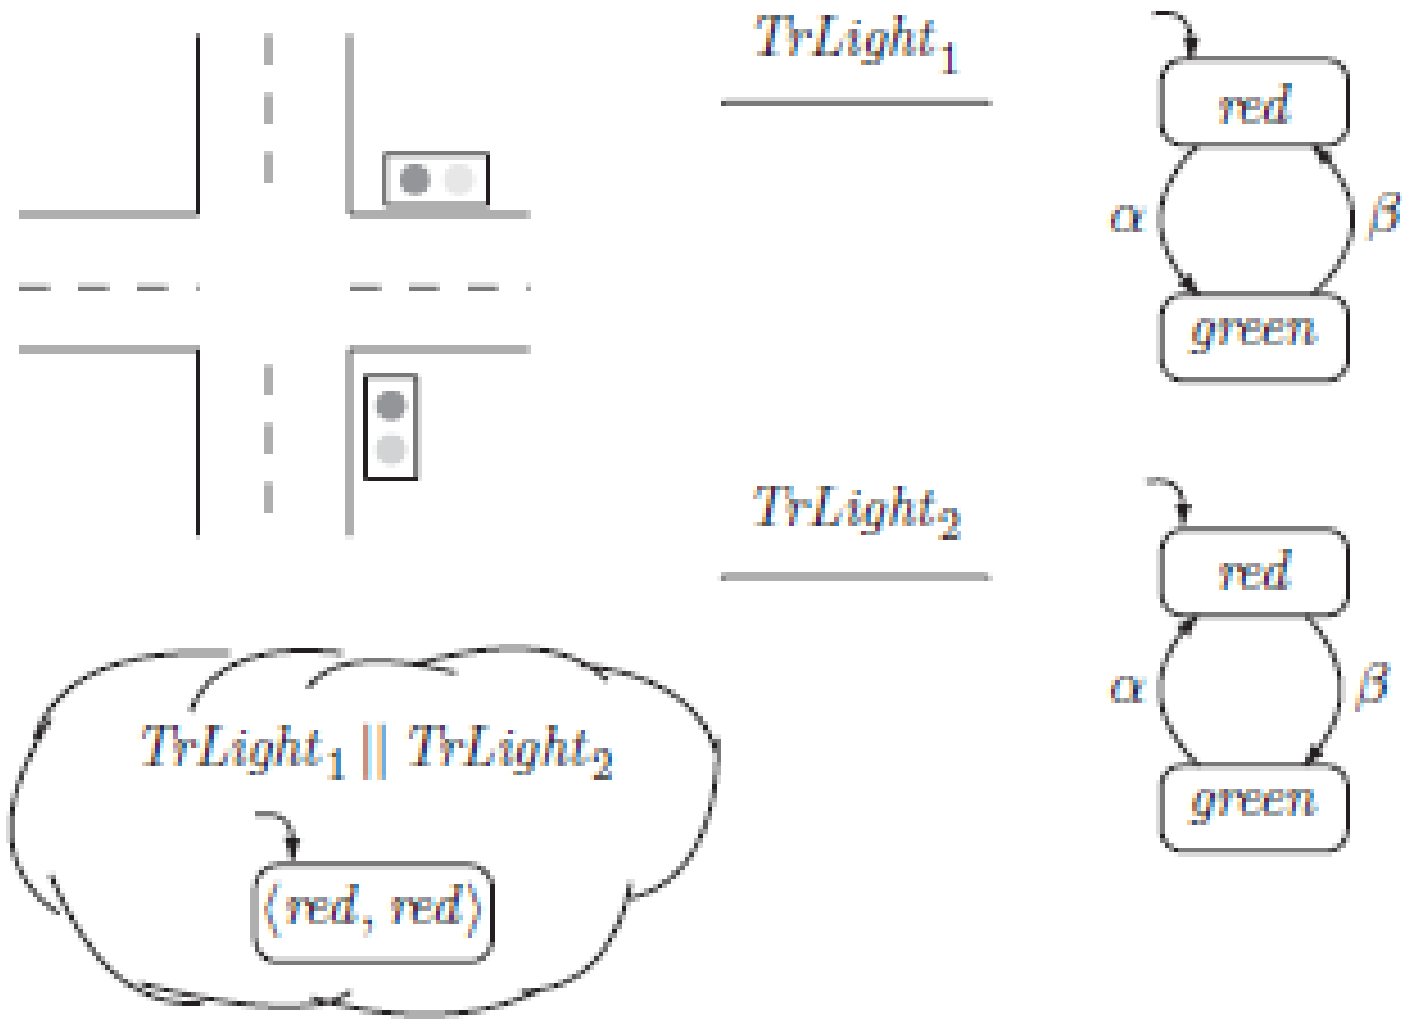 TrLight₁
red
α β
green
TrLight₂
red
α β
green
TrLight₁ || TrLight₂
⟨red, red⟩